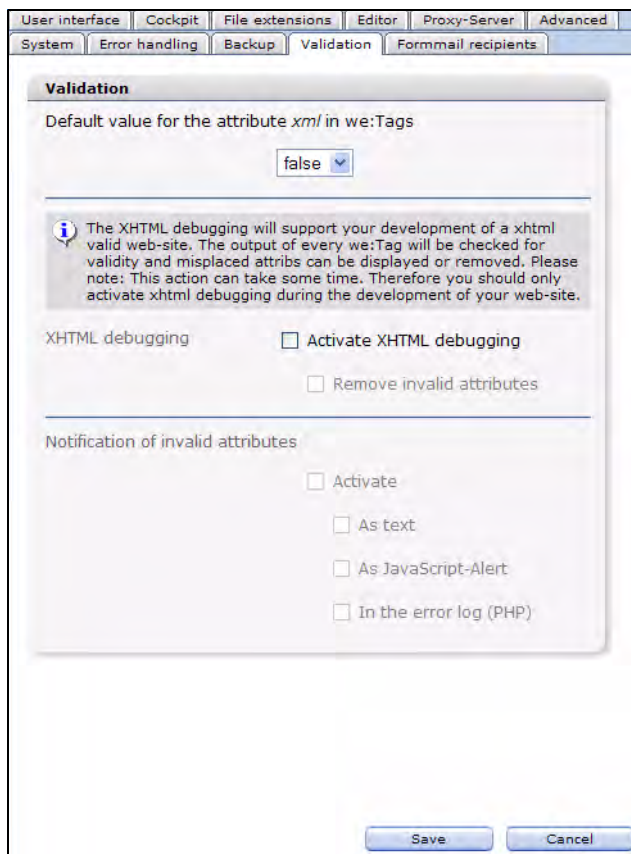 User interface Cockpit File extensions Editor Proxy-Server Advanced
System Error handling Backup Validation Formmail recipients
Validation
Default value for the attribute xml in we:Tags
false
The XHTML debugging will support your development of a xhtml
valid web-site. The output of every we:Tag will be checked for
validity and misplaced attribs can be displayed or removed. Please
note: This action can take some time. Therefore you should only
activate xhtml debugging during the development of your web-site.
XHTML debugging Activate XHTML debugging
Remove invalid attributes
Notification of invalid attributes
Activate
As text
As JavaScript-Alert
In the error log (PHP)
Save Cancel